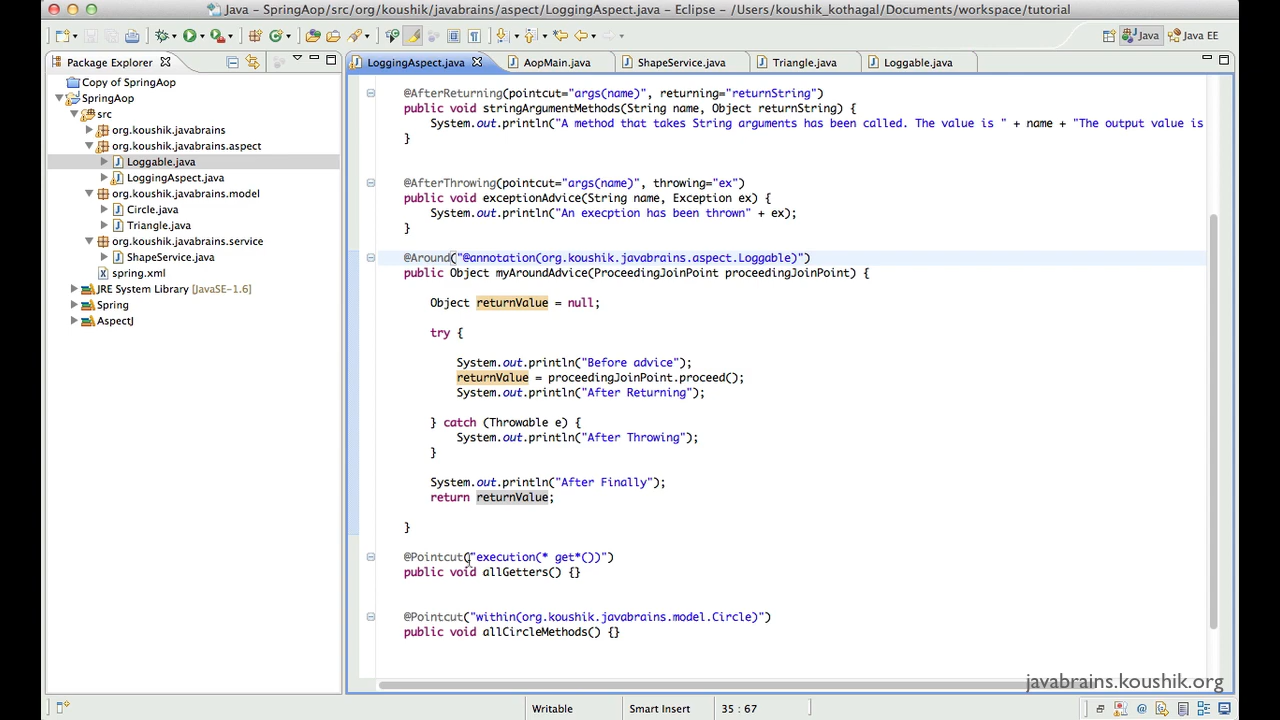 Java - SpringAop/src/org/koushik/javabrains/aspect/LoggingAspect.java - Eclipse - /Users/koushik_kothagal/Documents/workspace/tutorial
Java
Java EE
Package Explorer
LoggingAspect.java
AopMain.java
ShapeService.java
Triangle.java
Loggable.java
Copy of SpringAop
SpringAop
src
org.koushik.javabrains
org.koushik.javabrains.aspect
Loggable.java
LoggingAspect.java
org.koushik.javabrains.model
Circle.java
Triangle.java
org.koushik.javabrains.service
ShapeService.java
spring.xml
JRE System Library [JavaSE-1.6]
Spring
AspectJ
@AfterReturning(pointcut="args(name)", returning="returnString")
public void stringArgumentMethods(String name, Object returnString) {
System.out.println("A method that takes String arguments has been called. The value is " + name + "The output value is
}
@AfterThrowing(pointcut="args(name)", throwing="ex")
public void exceptionAdvice(String name, Exception ex) {
System.out.println("An execption has been thrown" + ex);
}
@Around("@annotation(org.koushik.javabrains.aspect.Loggable)")
public Object myAroundAdvice(ProceedingJoinPoint proceedingJoinPoint) {
Object returnValue = null;
try {
System.out.println("Before advice");
returnValue = proceedingJoinPoint.proceed();
System.out.println("After Returning");
} catch (Throwable e) {
System.out.println("After Throwing");
}
System.out.println("After Finally");
return returnValue;
}
@Pointcut("execution(* get*())")
public void allGetters() {}
@Pointcut("within(org.koushik.javabrains.model.Circle)")
public void allCircleMethods() {}
javabrains.koushik.org
Writable
Smart Insert
35 : 67